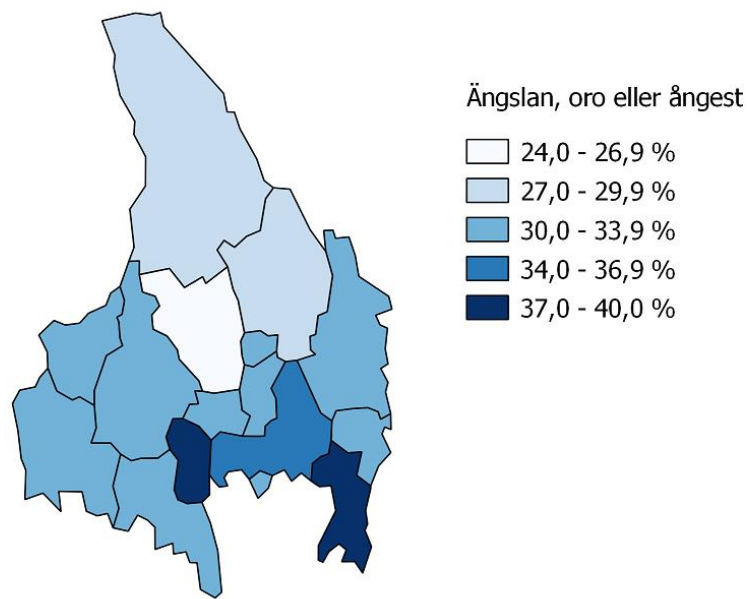 Ängslan, oro eller ångest
24,0 - 26,9 %
27,0 - 29,9 %
30,0 - 33,9 %
34,0 - 36,9 %
37,0 - 40,0 %